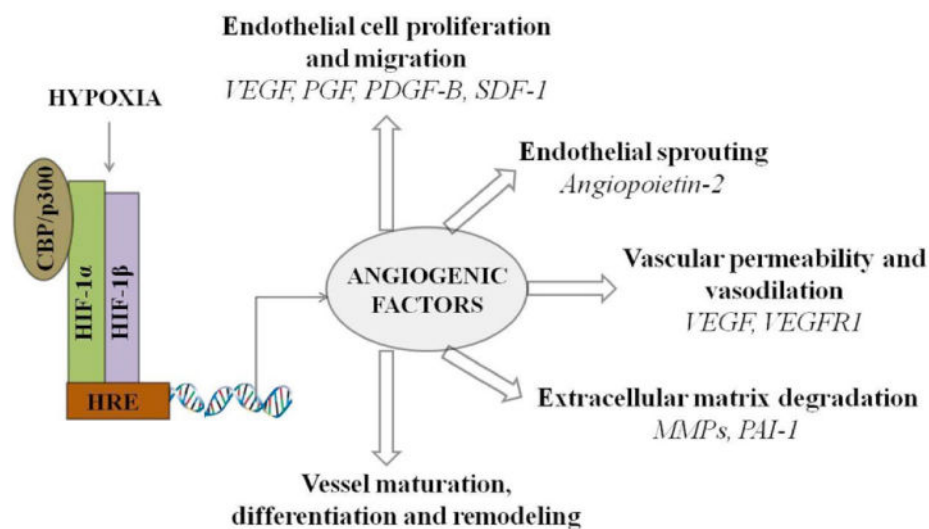 Endothelial cell proliferation
and migration
VEGF, PGF, PDGF-B, SDF-1
HYPOXIA
CBP/p300
HIF-1α
HIF-1β
HRE
ANGIOGENIC
FACTORS
Endothelial sprouting
Angiopoietin-2
Vascular permeability and
vasodilation
VEGF, VEGFR1
Extracellular matrix degradation
MMPs, PAI-1
Vessel maturation,
differentiation and remodeling